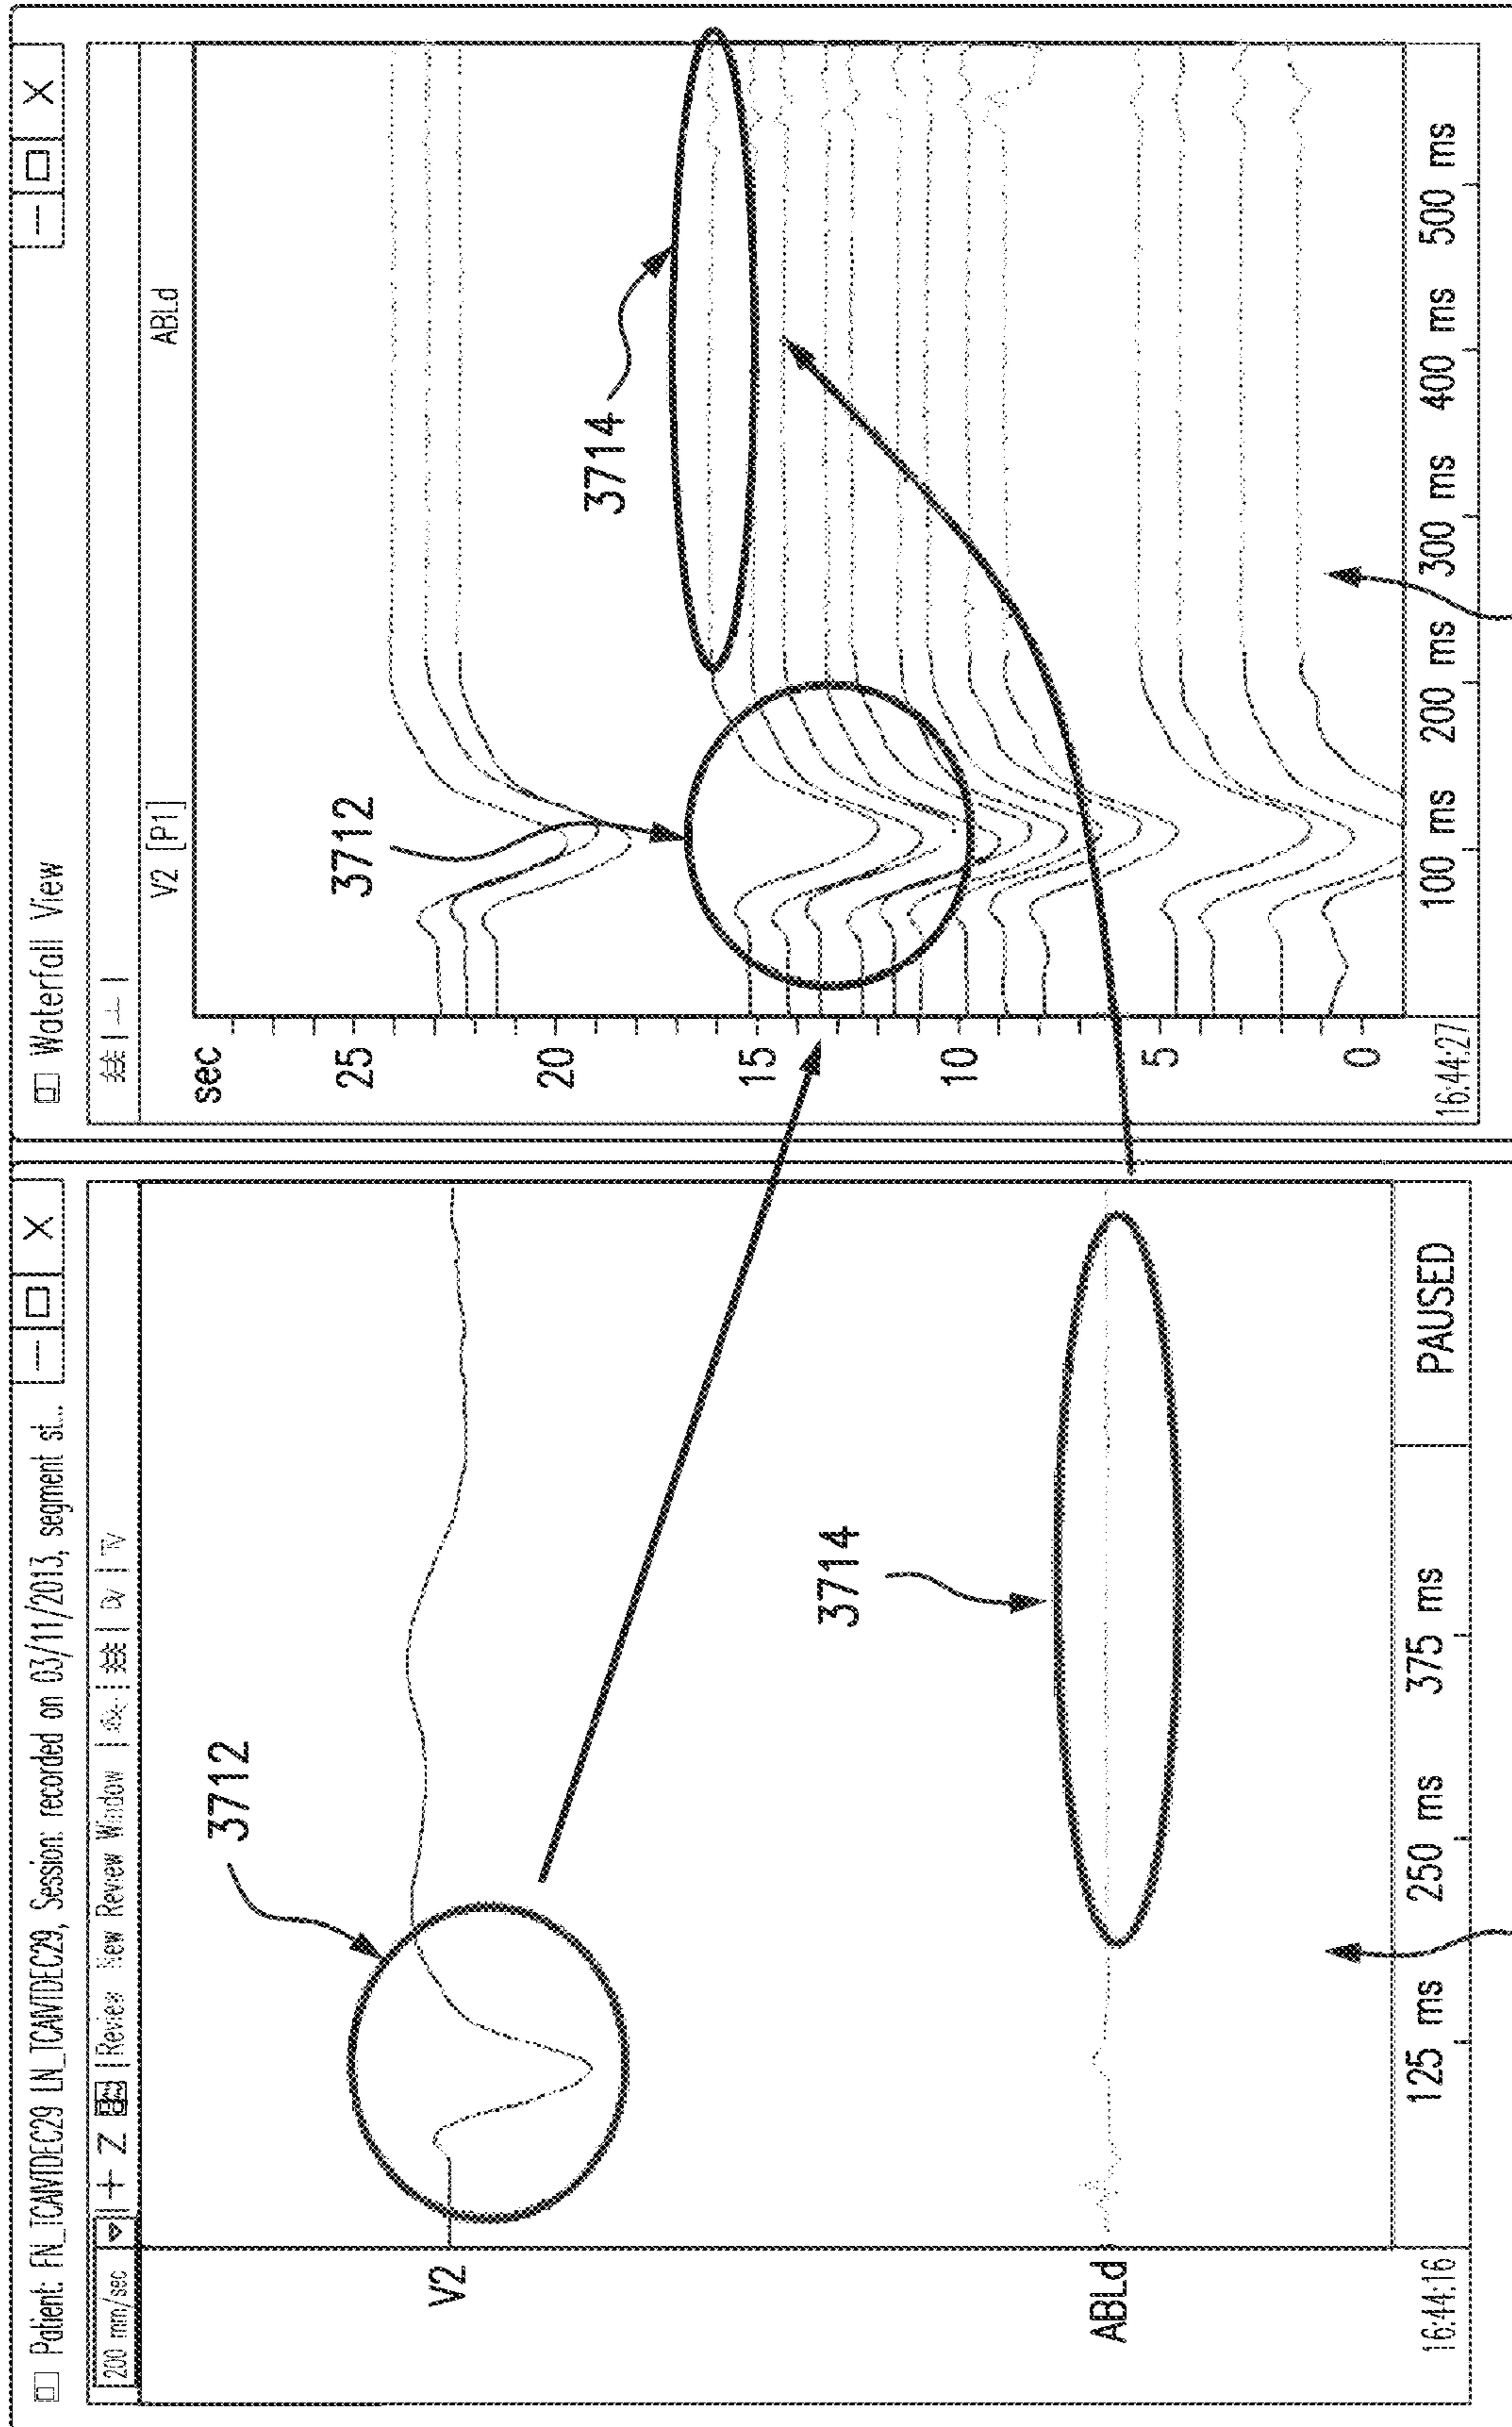 Patient: FN_TCAVTDEC29 LN_TCAVTDEC29, Session: recorded on 03/11/2013, segment st...
200 mm/sec
+ Z
Review New Review Window
V2
3712
ABLd
3714
16:44:16
125 ms 250 ms 375 ms
PAUSED
Waterfall View
V2 [P1]
ABLd
sec
25
20
15
10
5
0
3712
3714
16:44:27
100 ms 200 ms 300 ms 400 ms 500 ms